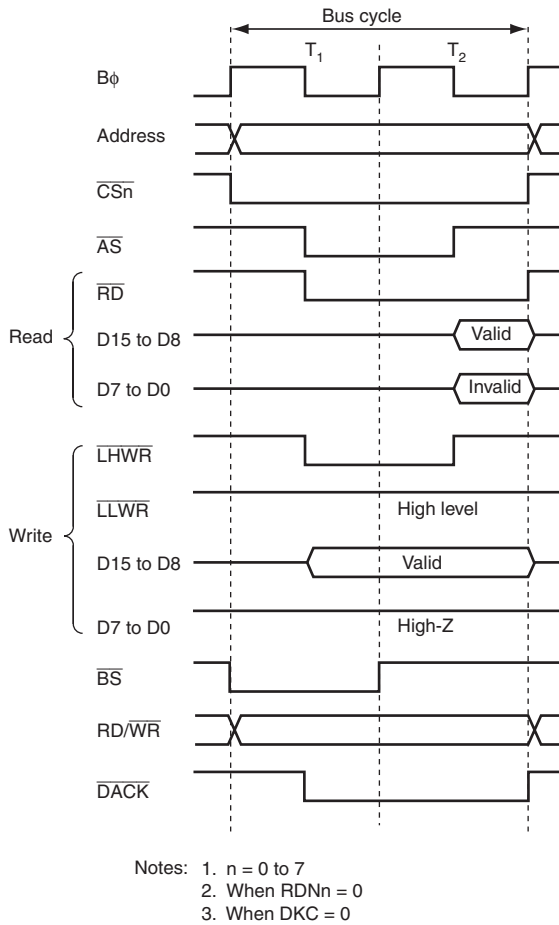 Bus cycle
T1 T2
Bφ
Address
CSn
AS
Read
RD
D15 to D8 Valid
D7 to D0 Invalid
Write
LHWR
LLWR High level
D15 to D8 Valid
D7 to D0 High-Z
BS
RD/WR
DACK
Notes: 1. n = 0 to 7
2. When RDNn = 0
3. When DKC = 0